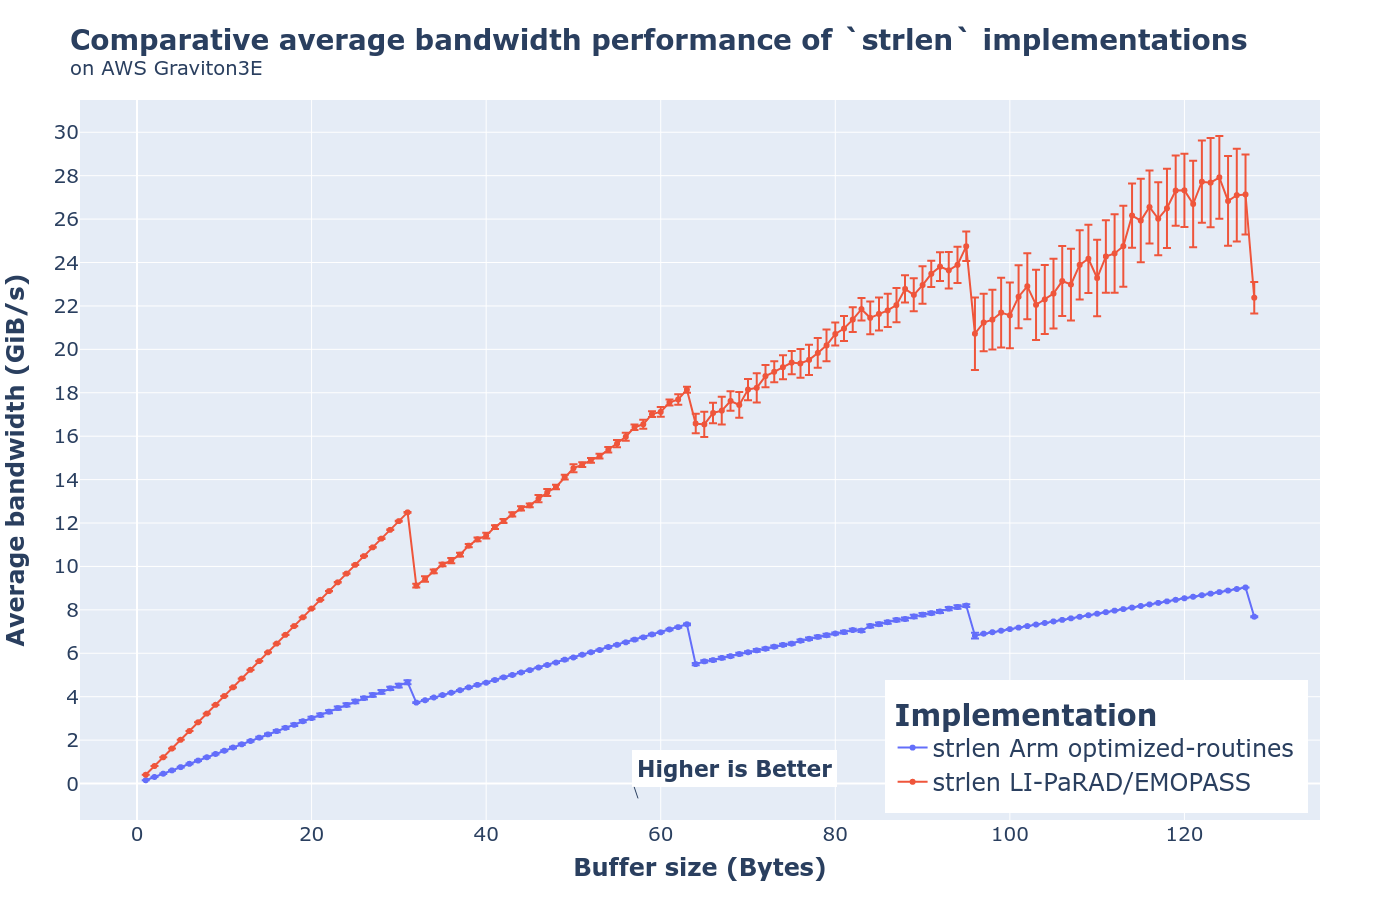 Comparative average bandwidth performance of `strlen` implementations
on AWS Graviton3E
Average bandwidth (GiB/s)
30
28
26
24
22
20
18
16
14
12
10
8
6
4
2
0
Higher is Better
Implementation
strlen Arm optimized-routines
strlen LI-PaRAD/EMOPASS
0 20 40 60 80 100 120
Buffer size (Bytes)